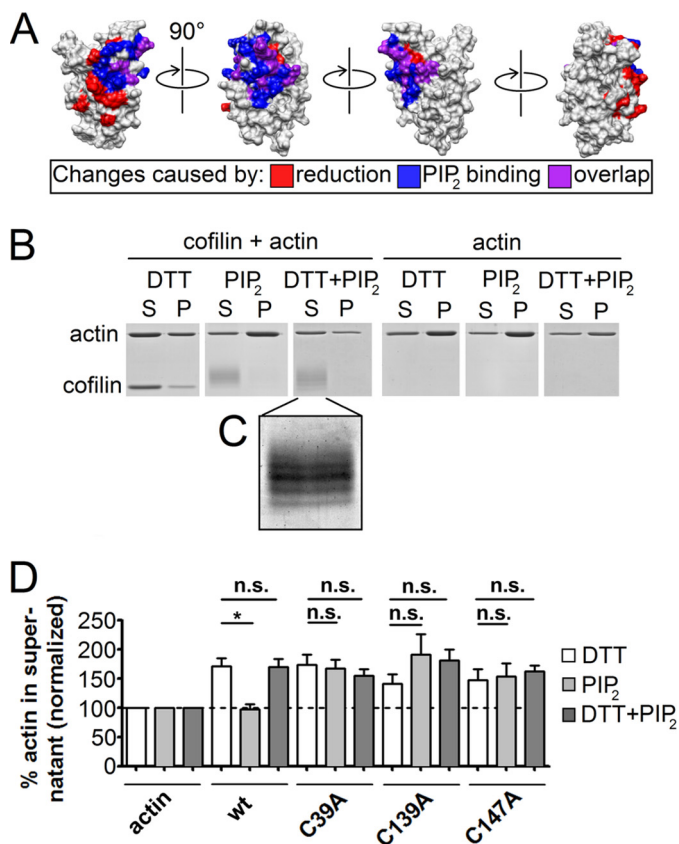 A
90°
Changes caused by: reduction PIP2 binding overlap
B
cofilin + actin actin
DTT PIP2 DTT+PIP2 DTT PIP2 DTT+PIP2
S P S P S P S P S P S P
actin
cofilin
C
D
n.s. n.s. n.s. n.s.
* n.s. n.s. n.s.
% actin in super-
natant (normalized)
250
200
150
100
50
0
DTT
PIP2
DTT+PIP2
actin wt C39A C139A C147A